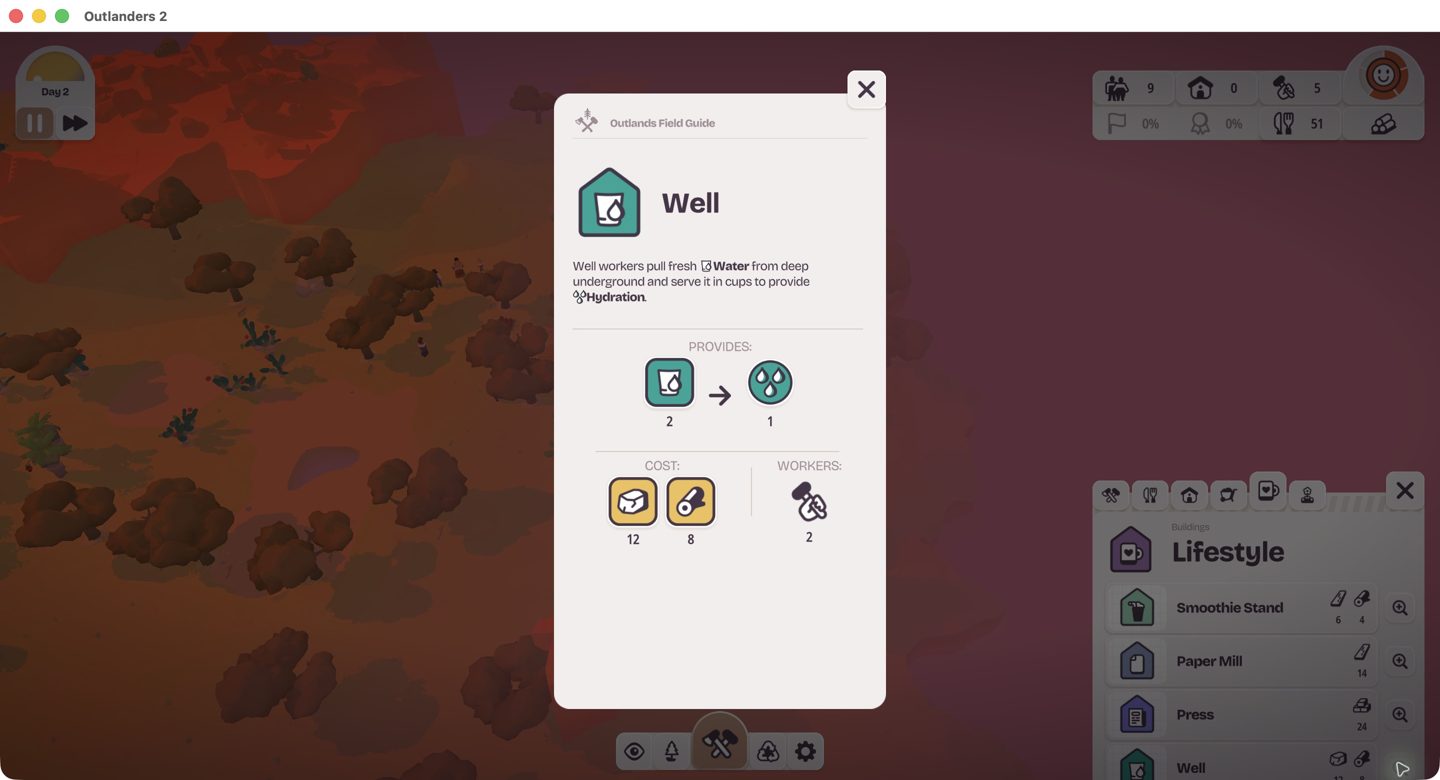 Outlanders 2
Day 2
9
0
5
0%
0%
51
Outlands Field Guide
Well
Well workers pull fresh Water from deep
underground and serve it in cups to provide
Hydration.
PROVIDES:
2
1
COST:
12
8
WORKERS:
2
Buildings
Lifestyle
Smoothie Stand
6
4
Paper Mill
14
Press
24
Well
12
8